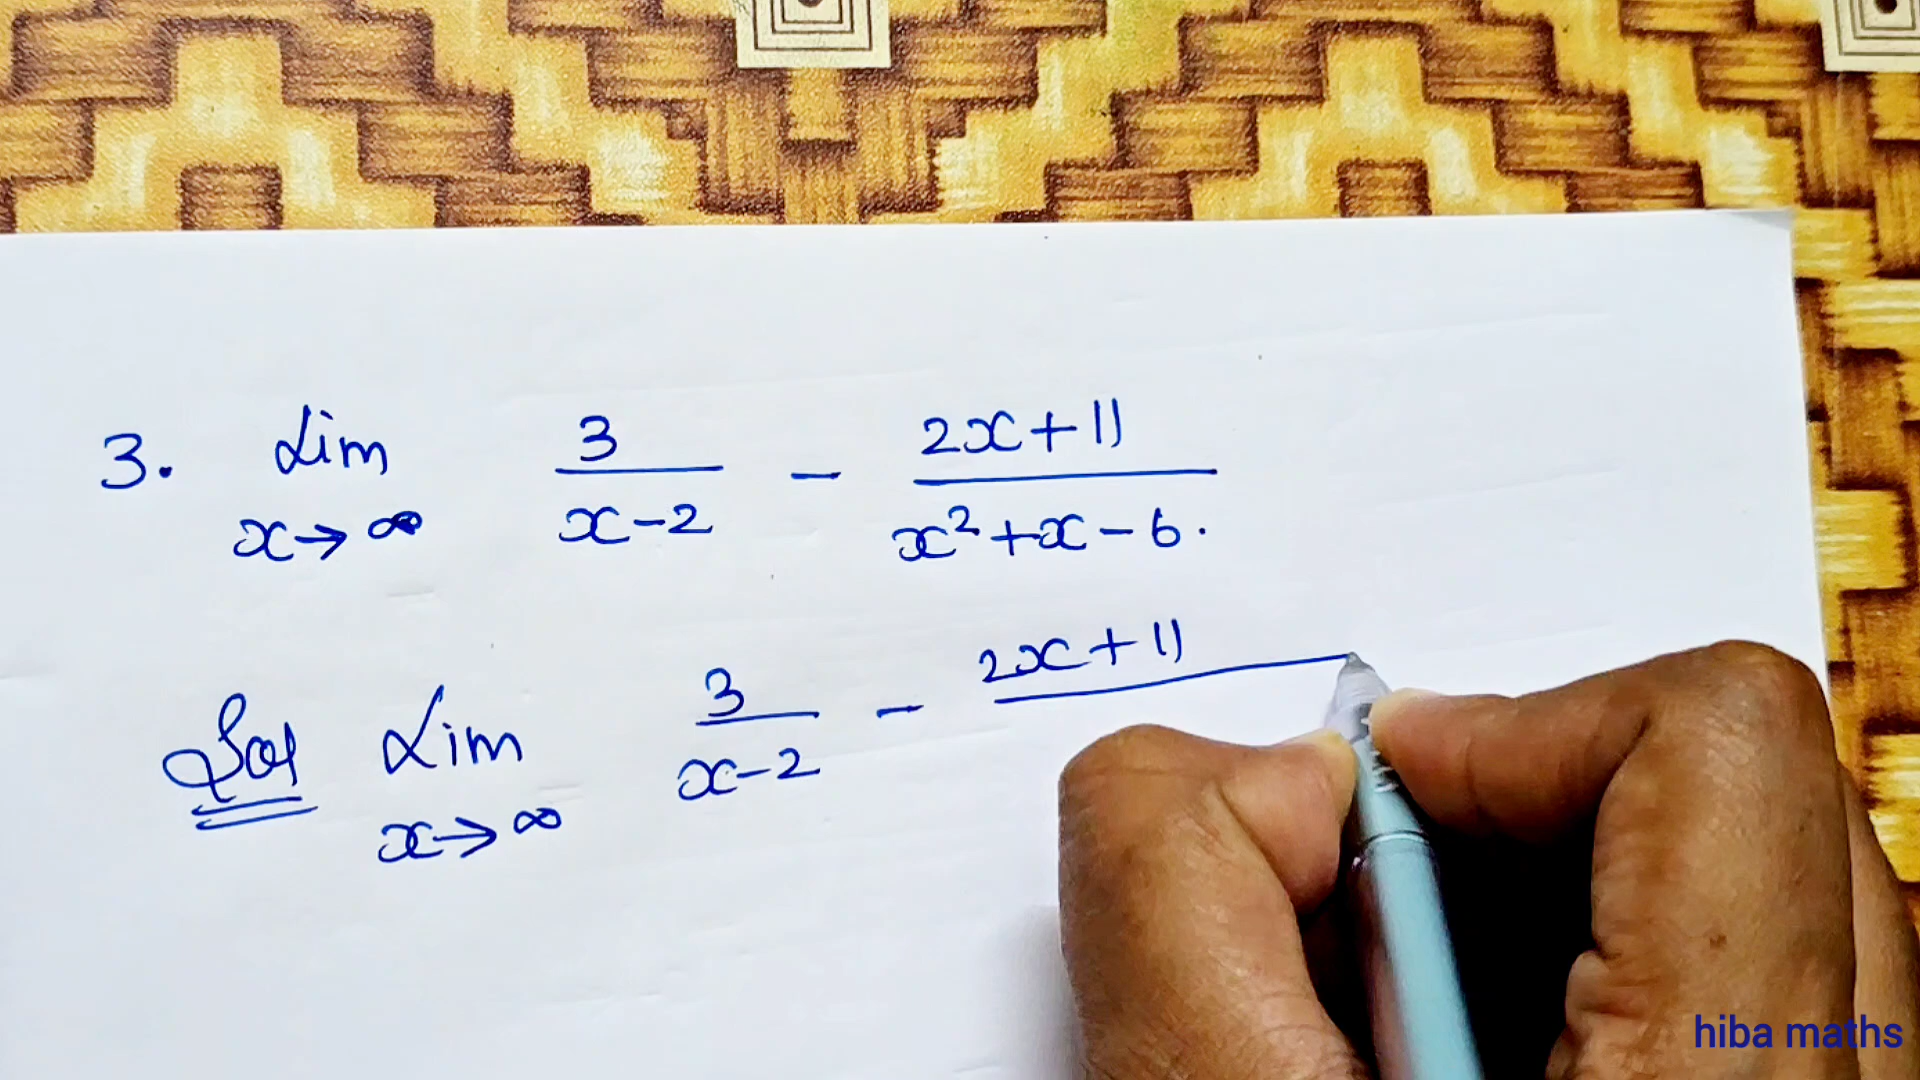 3. Lim 3/(x-2) - (2x+11)/(x²+x-6).
x→∞
Sol Lim 3/(x-2) - 2x+11
x→∞
hiba maths